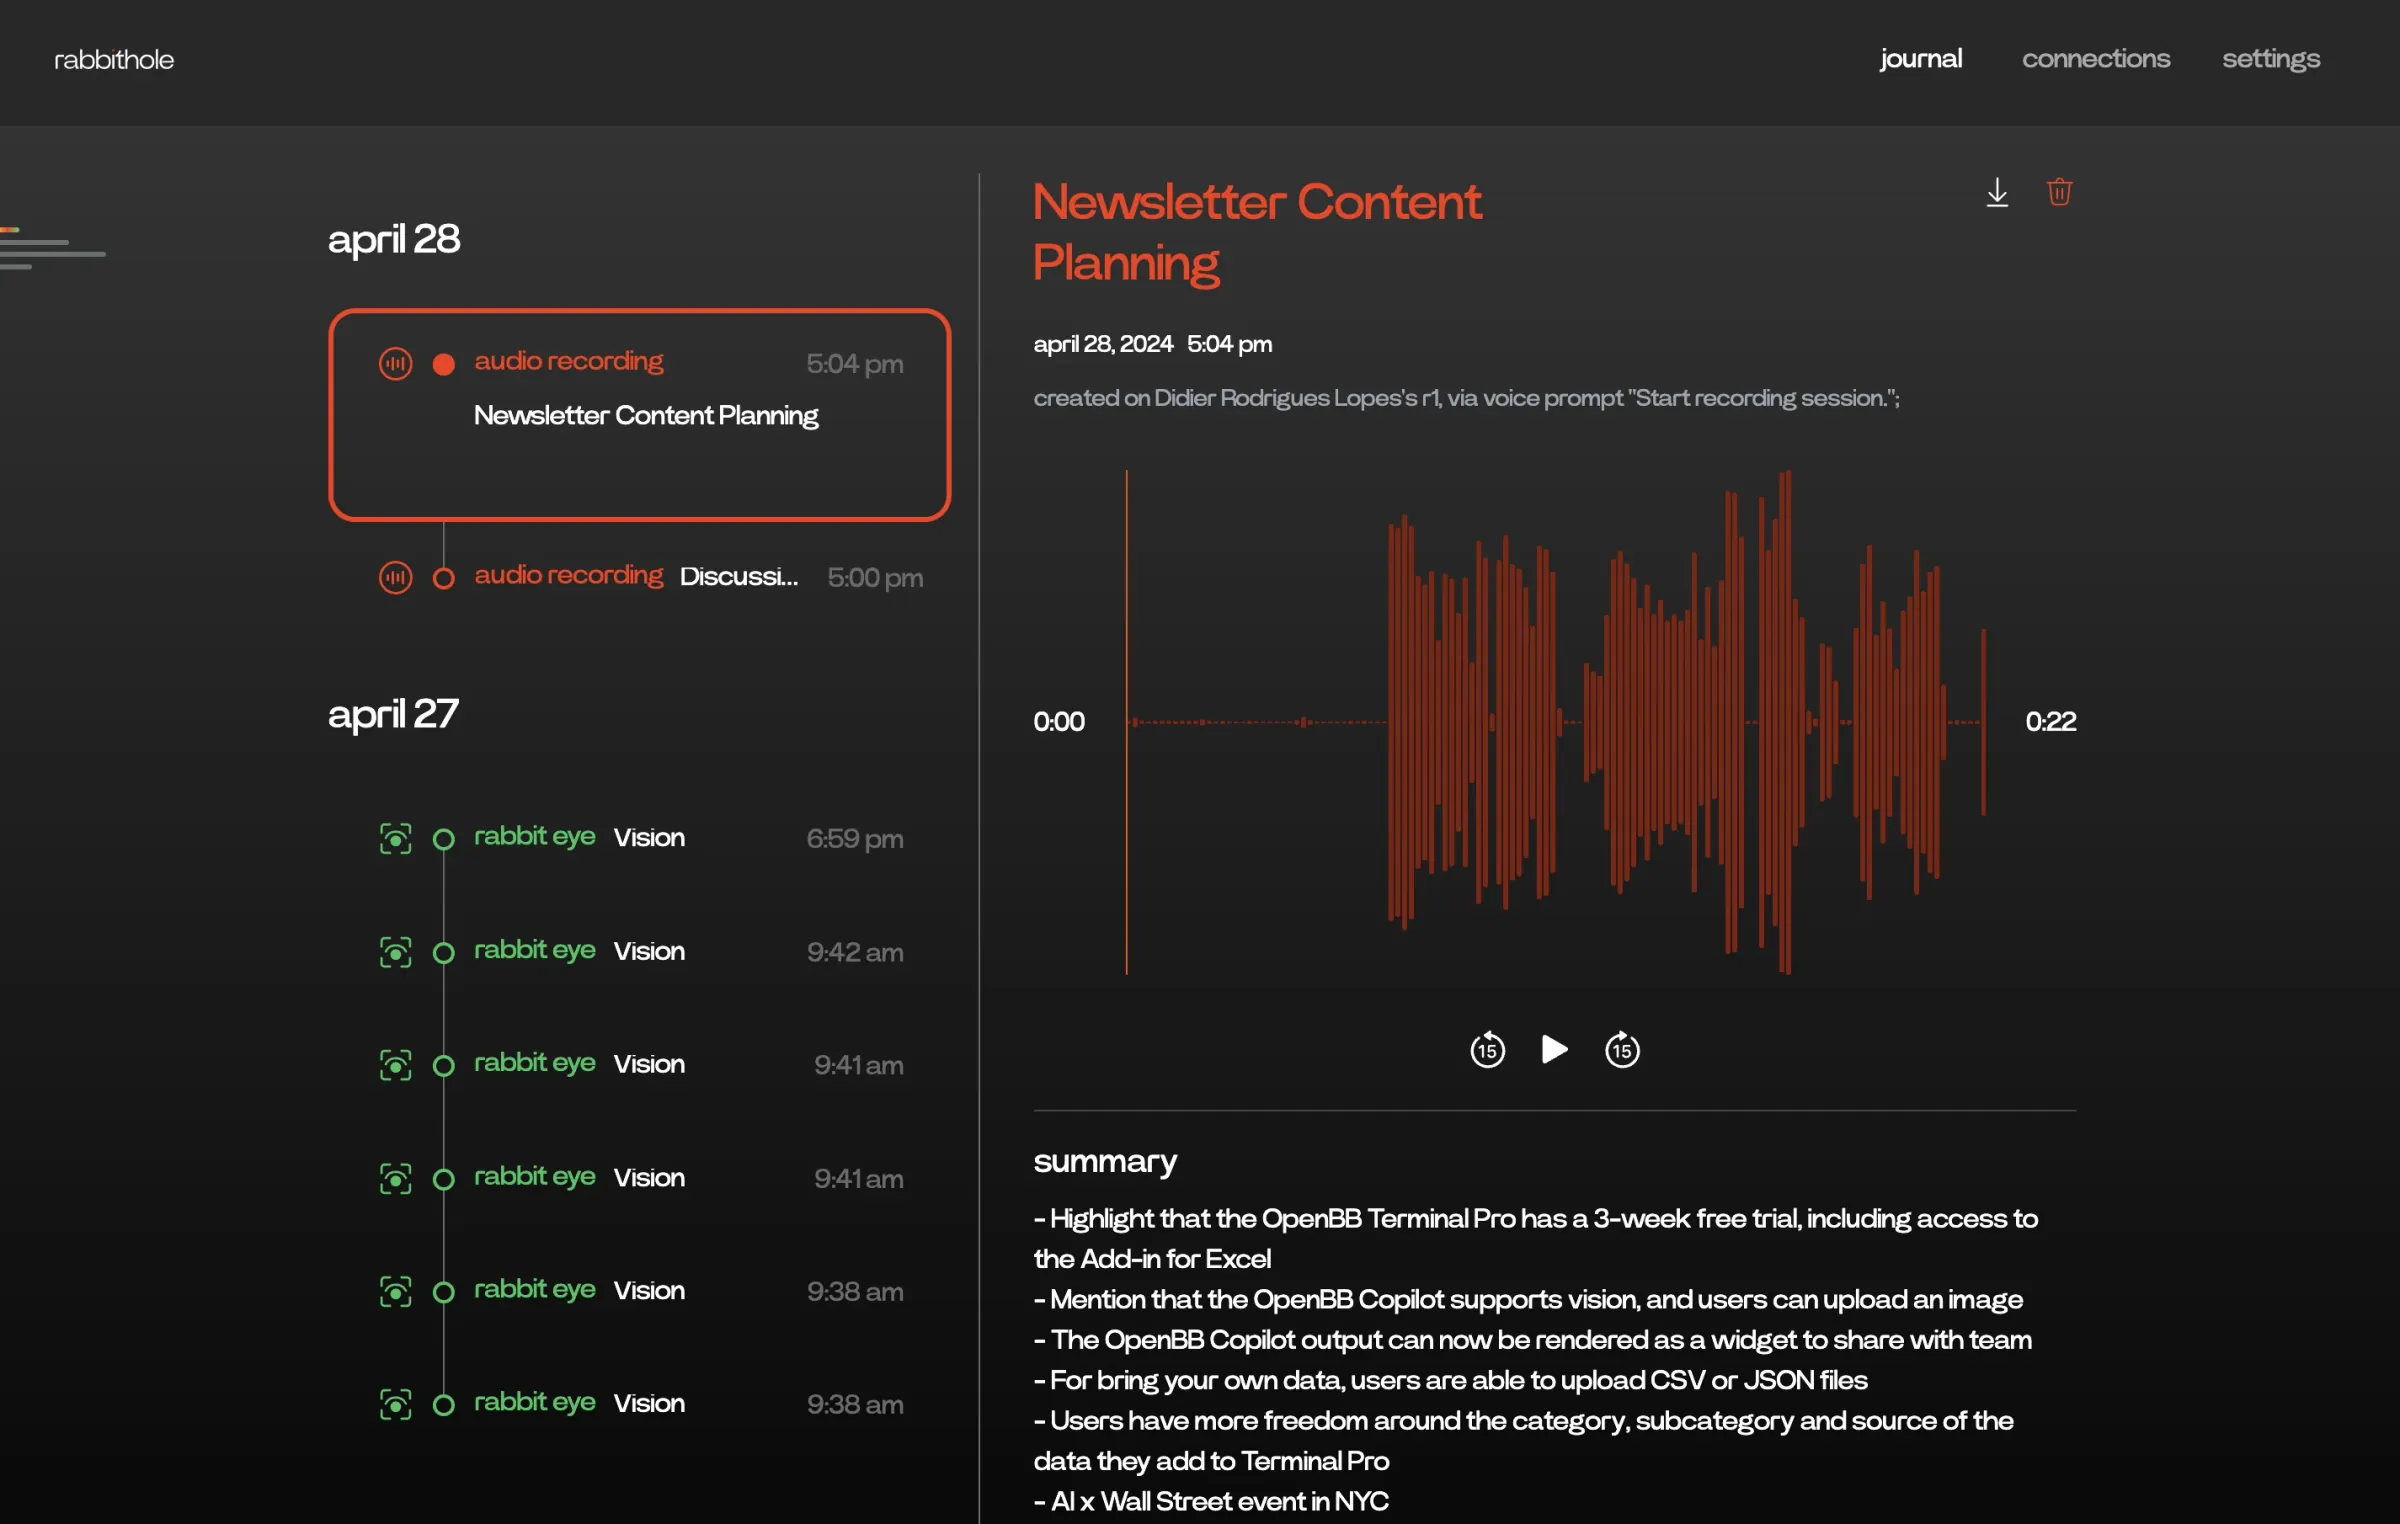 rabbithole
journal connections settings
april 28
audio recording 5:04 pm
Newsletter Content Planning
audio recording Discussi... 5:00 pm
april 27
rabbit eye Vision 6:59 pm
rabbit eye Vision 9:42 am
rabbit eye Vision 9:41 am
rabbit eye Vision 9:41 am
rabbit eye Vision 9:38 am
rabbit eye Vision 9:38 am
Newsletter Content
Planning
april 28, 2024 5:04 pm
created on Didier Rodrigues Lopes's r1, via voice prompt "Start recording session.";
0:00
0:22
15 15
summary
- Highlight that the OpenBB Terminal Pro has a 3-week free trial, including access to
the Add-in for Excel
- Mention that the OpenBB Copilot supports vision, and users can upload an image
- The OpenBB Copilot output can now be rendered as a widget to share with team
- For bring your own data, users are able to upload CSV or JSON files
- Users have more freedom around the category, subcategory and source of the
data they add to Terminal Pro
- AI x Wall Street event in NYC